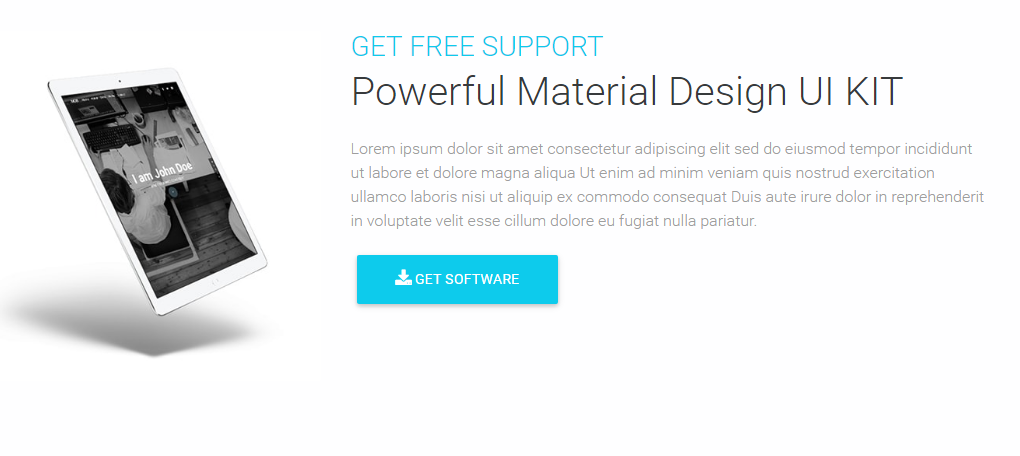 GET FREE SUPPORT
Powerful Material Design UI KIT
Lorem ipsum dolor sit amet consectetur adipiscing elit sed do eiusmod tempor incididunt
ut labore et dolore magna aliqua Ut enim ad minim veniam quis nostrud exercitation
ullamco laboris nisi ut aliquip ex commodo consequat Duis aute irure dolor in reprehenderit
in voluptate velit esse cillum dolore eu fugiat nulla pariatur.
GET SOFTWARE
I am John Doe